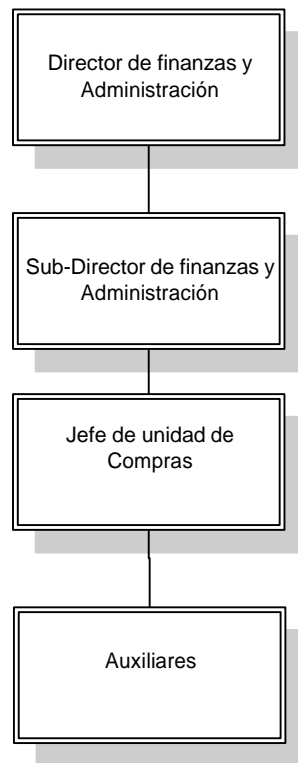 Director de finanzas y
Administración
Sub-Director de finanzas y
Administración
Jefe de unidad de
Compras
Auxiliares